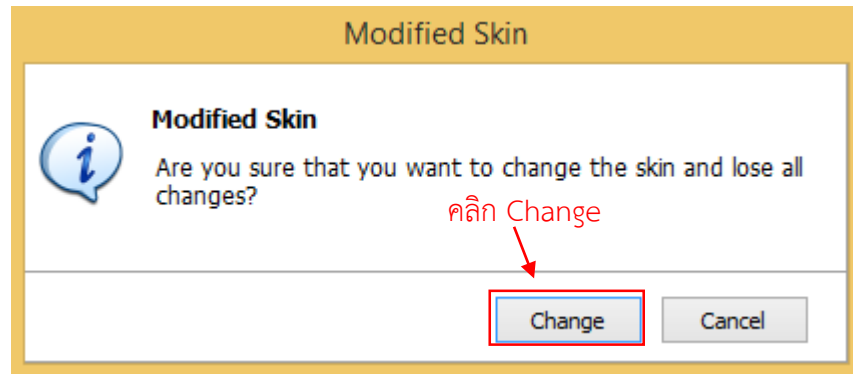 Modified Skin
Modified Skin
Are you sure that you want to change the skin and lose all
changes?
คลิก Change
Change
Cancel